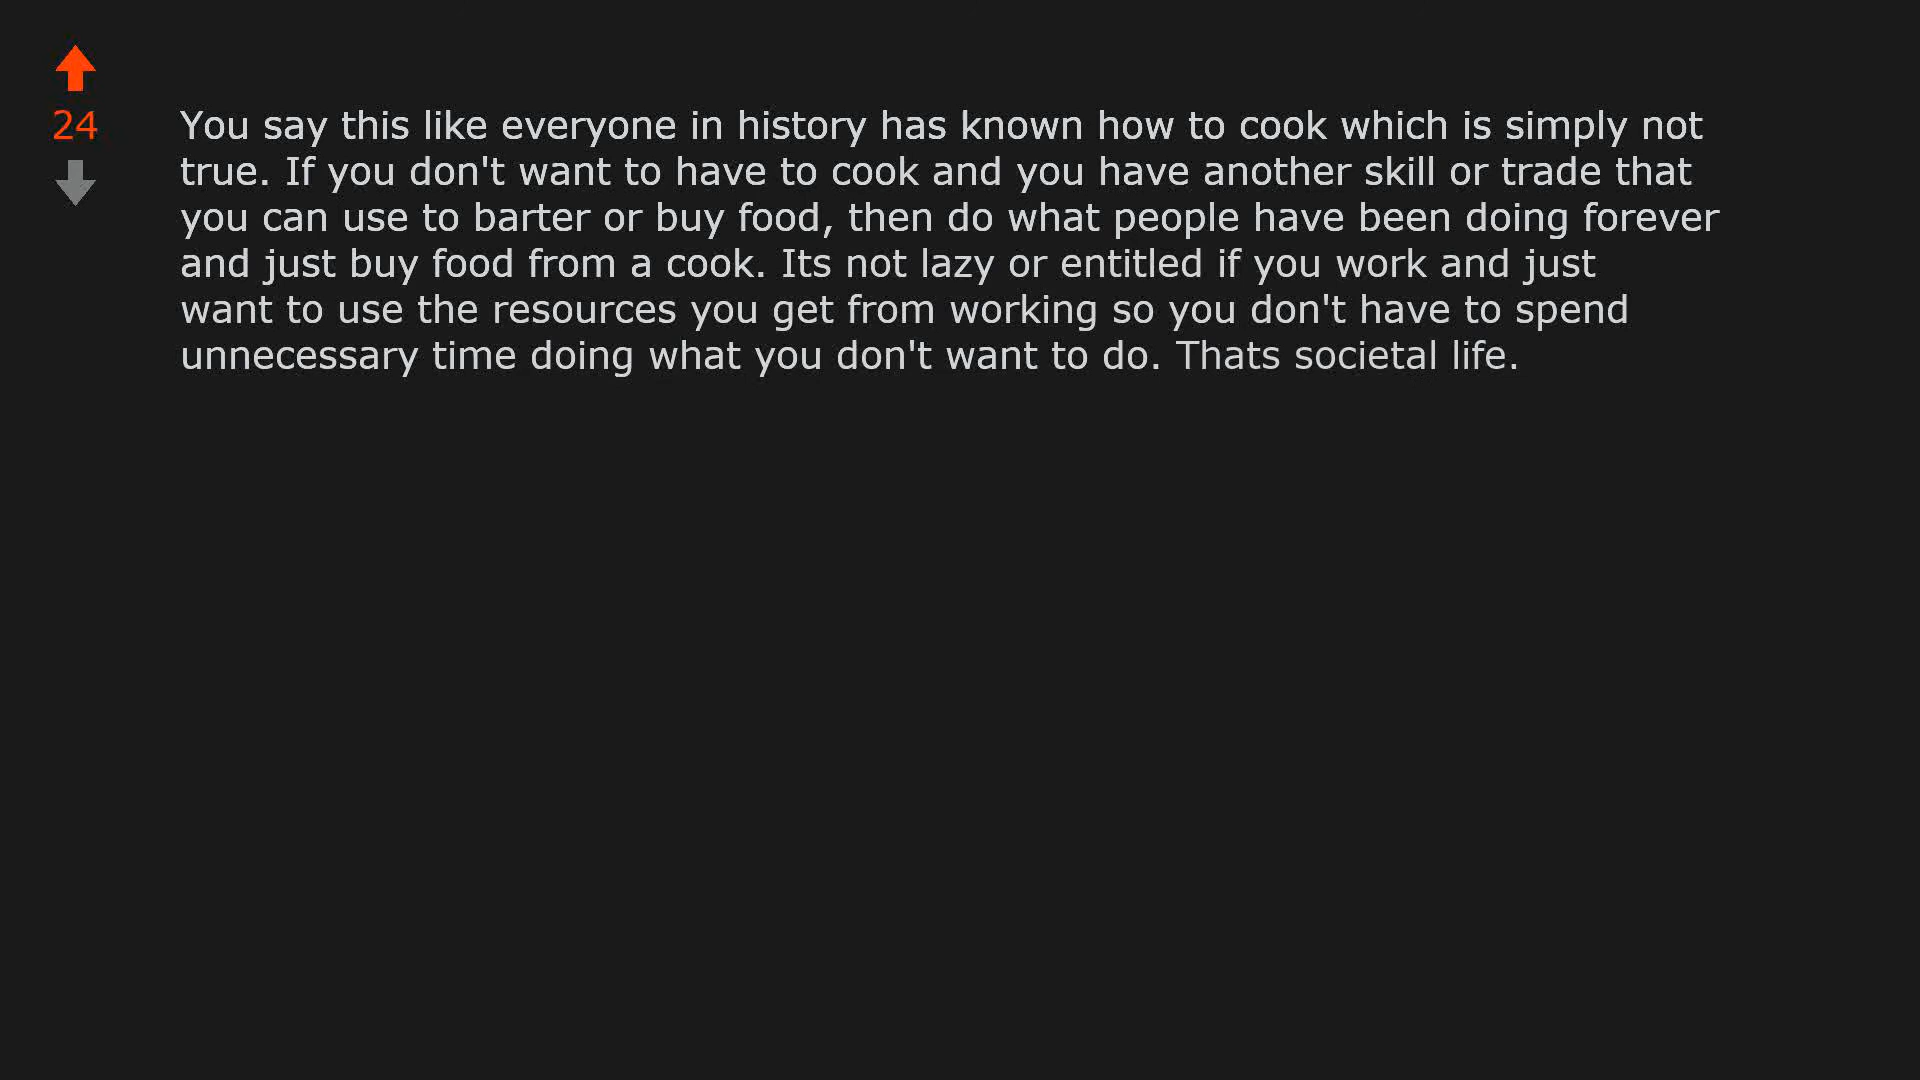 24
You say this like everyone in history has known how to cook which is simply not
true. If you don't want to have to cook and you have another skill or trade that
you can use to barter or buy food, then do what people have been doing forever
and just buy food from a cook. Its not lazy or entitled if you work and just
want to use the resources you get from working so you don't have to spend
unnecessary time doing what you don't want to do. Thats societal life.